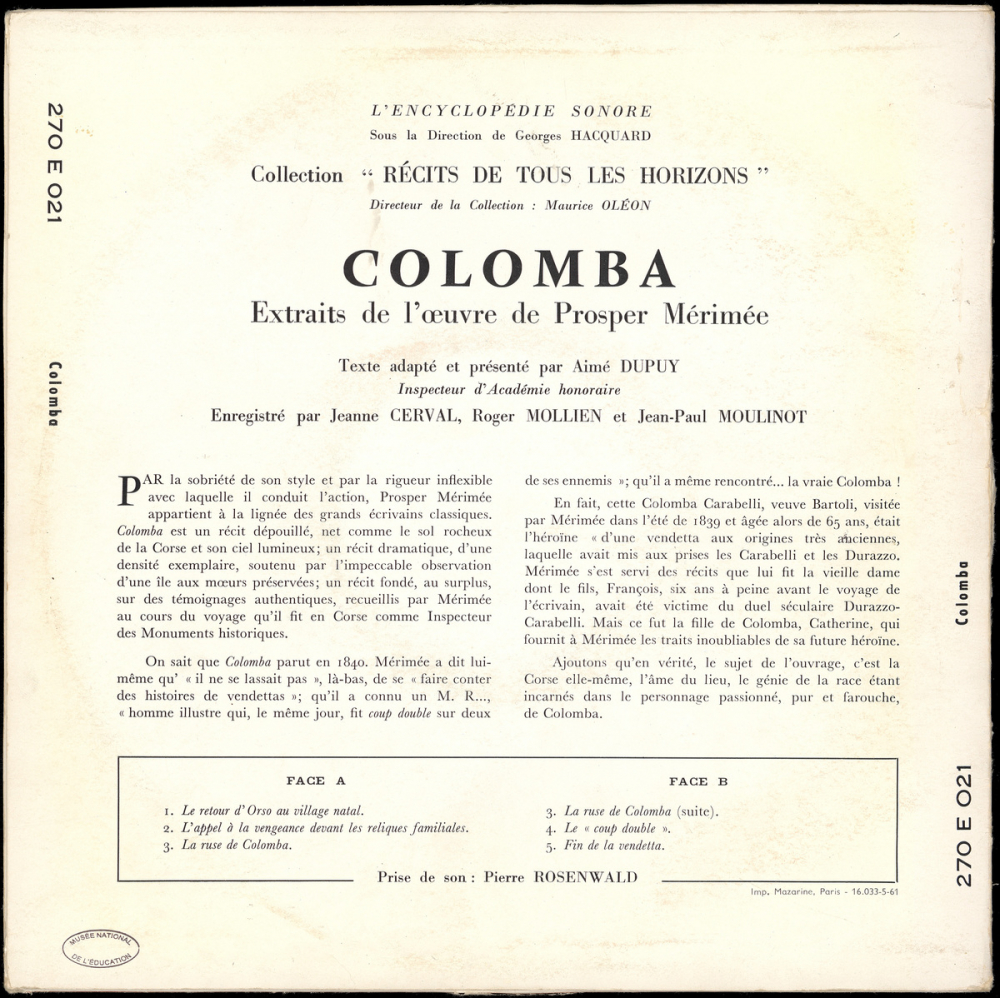 L'ENCYCLOPÉDIE SONORE
Sous la Direction de Georges HACQUARD
Collection “ RÉCITS DE TOUS LES HORIZONS ”
Directeur de la Collection : Maurice OLÉON
COLOMBA
Extraits de l'œuvre de Prosper Mérimée
Texte adapté et présenté par Aimé DUPUY
Inspecteur d'Académie honoraire
Enregistré par Jeanne CERVAL, Roger MOLLIEN et Jean-Paul MOULINOT
270 E 021
Colomba
PAR la sobriété de son style et par la rigueur inflexible
avec laquelle il conduit l'action, Prosper Mérimée
appartient à la lignée des grands écrivains classiques.
Colomba est un récit dépouillé, net comme le sol rocheux
de la Corse et son ciel lumineux; un récit dramatique, d'une
densité exemplaire, soutenu par l'impeccable observation
d'une île aux mœurs préservées; un récit fondé, au surplus,
sur des témoignages authentiques, recueillis par Mérimée
au cours du voyage qu'il fit en Corse comme Inspecteur
des Monuments historiques.
On sait que Colomba parut en 1840. Mérimée a dit lui-
même qu' « il ne se lassait pas », là-bas, de se « faire conter
des histoires de vendettas »; qu'il a connu un M. R...,
« homme illustre qui, le même jour, fit coup double sur deux
de ses ennemis »; qu'il a même rencontré... la vraie Colomba !
En fait, cette Colomba Carabelli, veuve Bartoli, visitée
par Mérimée dans l'été de 1839 et âgée alors de 65 ans, était
l'héroïne « d'une vendetta aux origines très anciennes,
laquelle avait mis aux prises les Carabelli et les Durazzo.
Mérimée s'est servi des récits que lui fit la vieille dame
dont le fils, François, six ans à peine avant le voyage de
l'écrivain, avait été victime du duel séculaire Durazzo-
Carabelli. Mais ce fut la fille de Colomba, Catherine, qui
fournit à Mérimée les traits inoubliables de sa future héroïne.
Ajoutons qu'en vérité, le sujet de l'ouvrage, c'est la
Corse elle-même, l'âme du lieu, le génie de la race étant
incarnés dans le personnage passionné, pur et farouche,
de Colomba.
Colomba
270 E 021
FACE A
1. Le retour d'Orso au village natal.
2. L'appel à la vengeance devant les reliques familiales.
3. La ruse de Colomba.
FACE B
3. La ruse de Colomba (suite).
4. Le « coup double ».
5. Fin de la vendetta.
Prise de son : Pierre ROSENWALD
Imp. Mazarine, Paris - 16.033-5-61
MUSÉE NATIONAL
DE L'ÉDUCATION